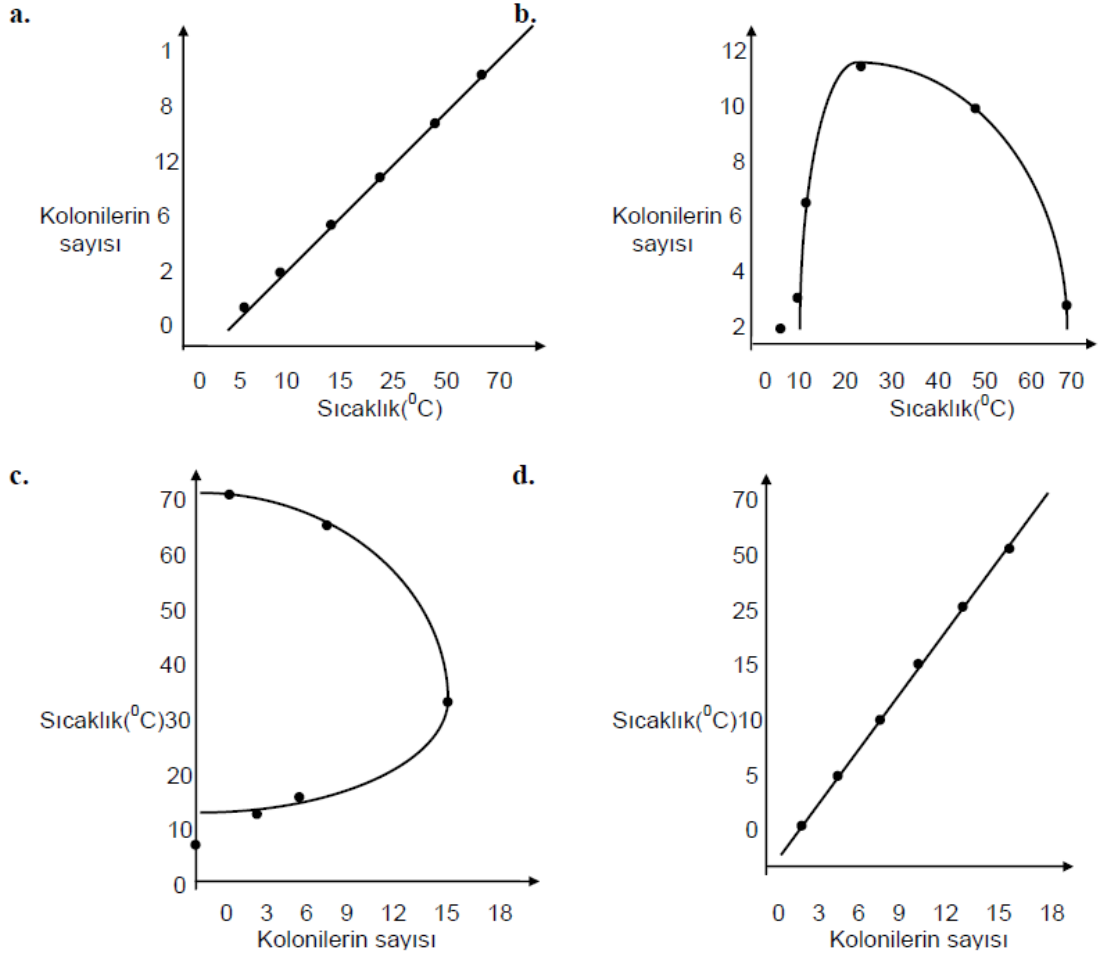 a.
1
8
12
Kolonilerin 6
sayısı
2
0
0 5 10 15 25 50 70
Sıcaklık(⁰C)
b.
12
10
8
Kolonilerin 6
sayısı
4
2
0 10 20 30 40 50 60 70
Sıcaklık(⁰C)
c.
70
60
50
40
Sıcaklık(⁰C)30
20
10
0
0 3 6 9 12 15 18
Kolonilerin sayısı
d.
70
50
25
15
Sıcaklık(⁰C)10
5
0
0 3 6 9 12 15 18
Kolonilerin sayısı